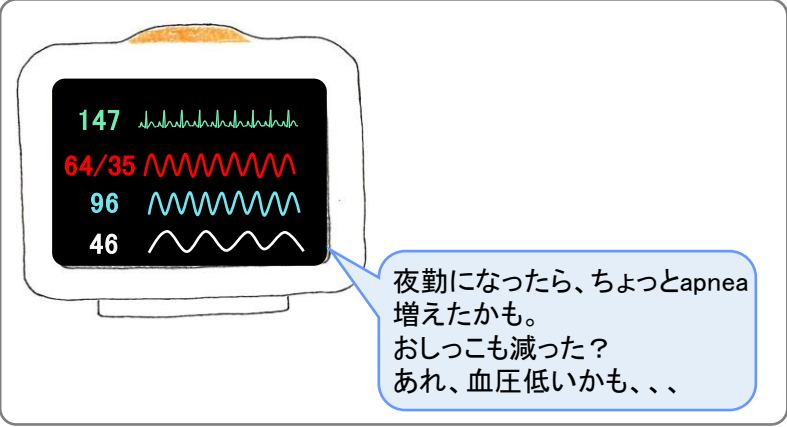 147
64/35
96
46
夜勤になったら、ちょっとapnea
増えたかも。
おしっこも減った？
あれ、血圧低いかも、、、